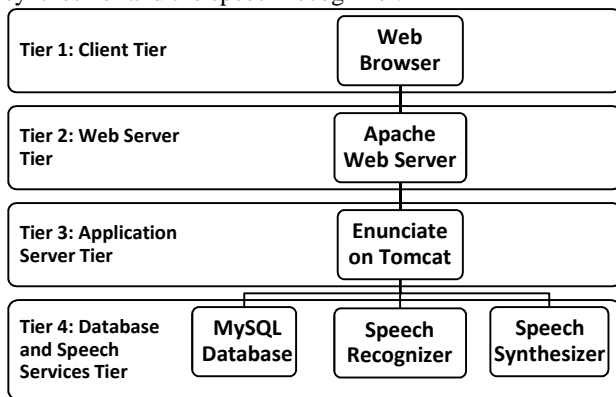 Tier 1: Client Tier
Web
Browser
Tier 2: Web Server
Tier
Apache
Web Server
Tier 3: Application
Server Tier
Enunciate
on Tomcat
Tier 4: Database
and Speech
Services Tier
MySQL
Database
Speech
Recognizer
Speech
Synthesizer